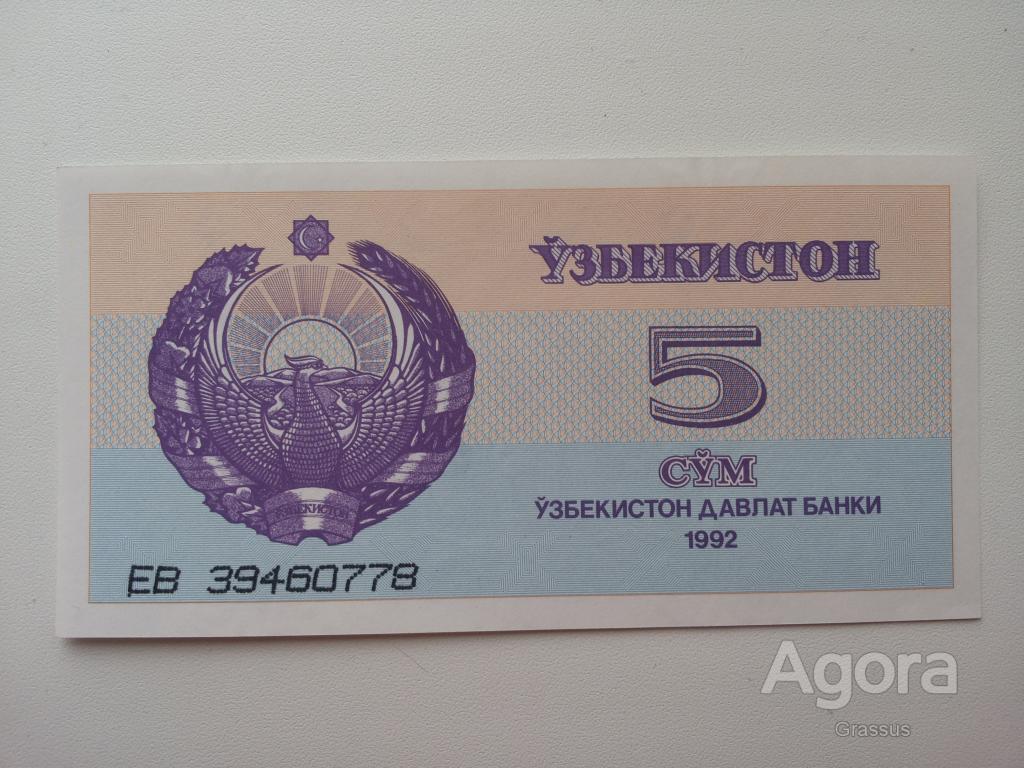 ЎЗБЕКИСТОН
5
СЎМ
ЎЗБЕКИСТОН ДАВЛАТ БАНКИ
1992
ЎЗБЕКИСТОН
ЕВ 39460778
Agora
Grassus